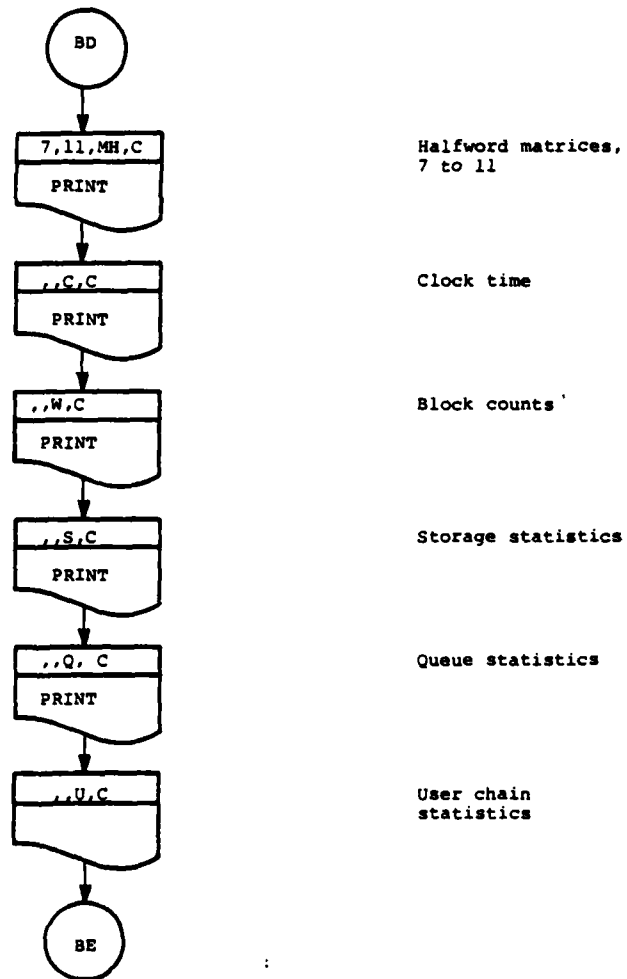 BD
7,11,MH,C
PRINT
Halfword matrices,
7 to 11
,,C,C
PRINT
Clock time
,,W,C
PRINT
Block counts
,,S,C
PRINT
Storage statistics
,,Q, C
PRINT
Queue statistics
,,U,C
User chain
statistics
BE
: